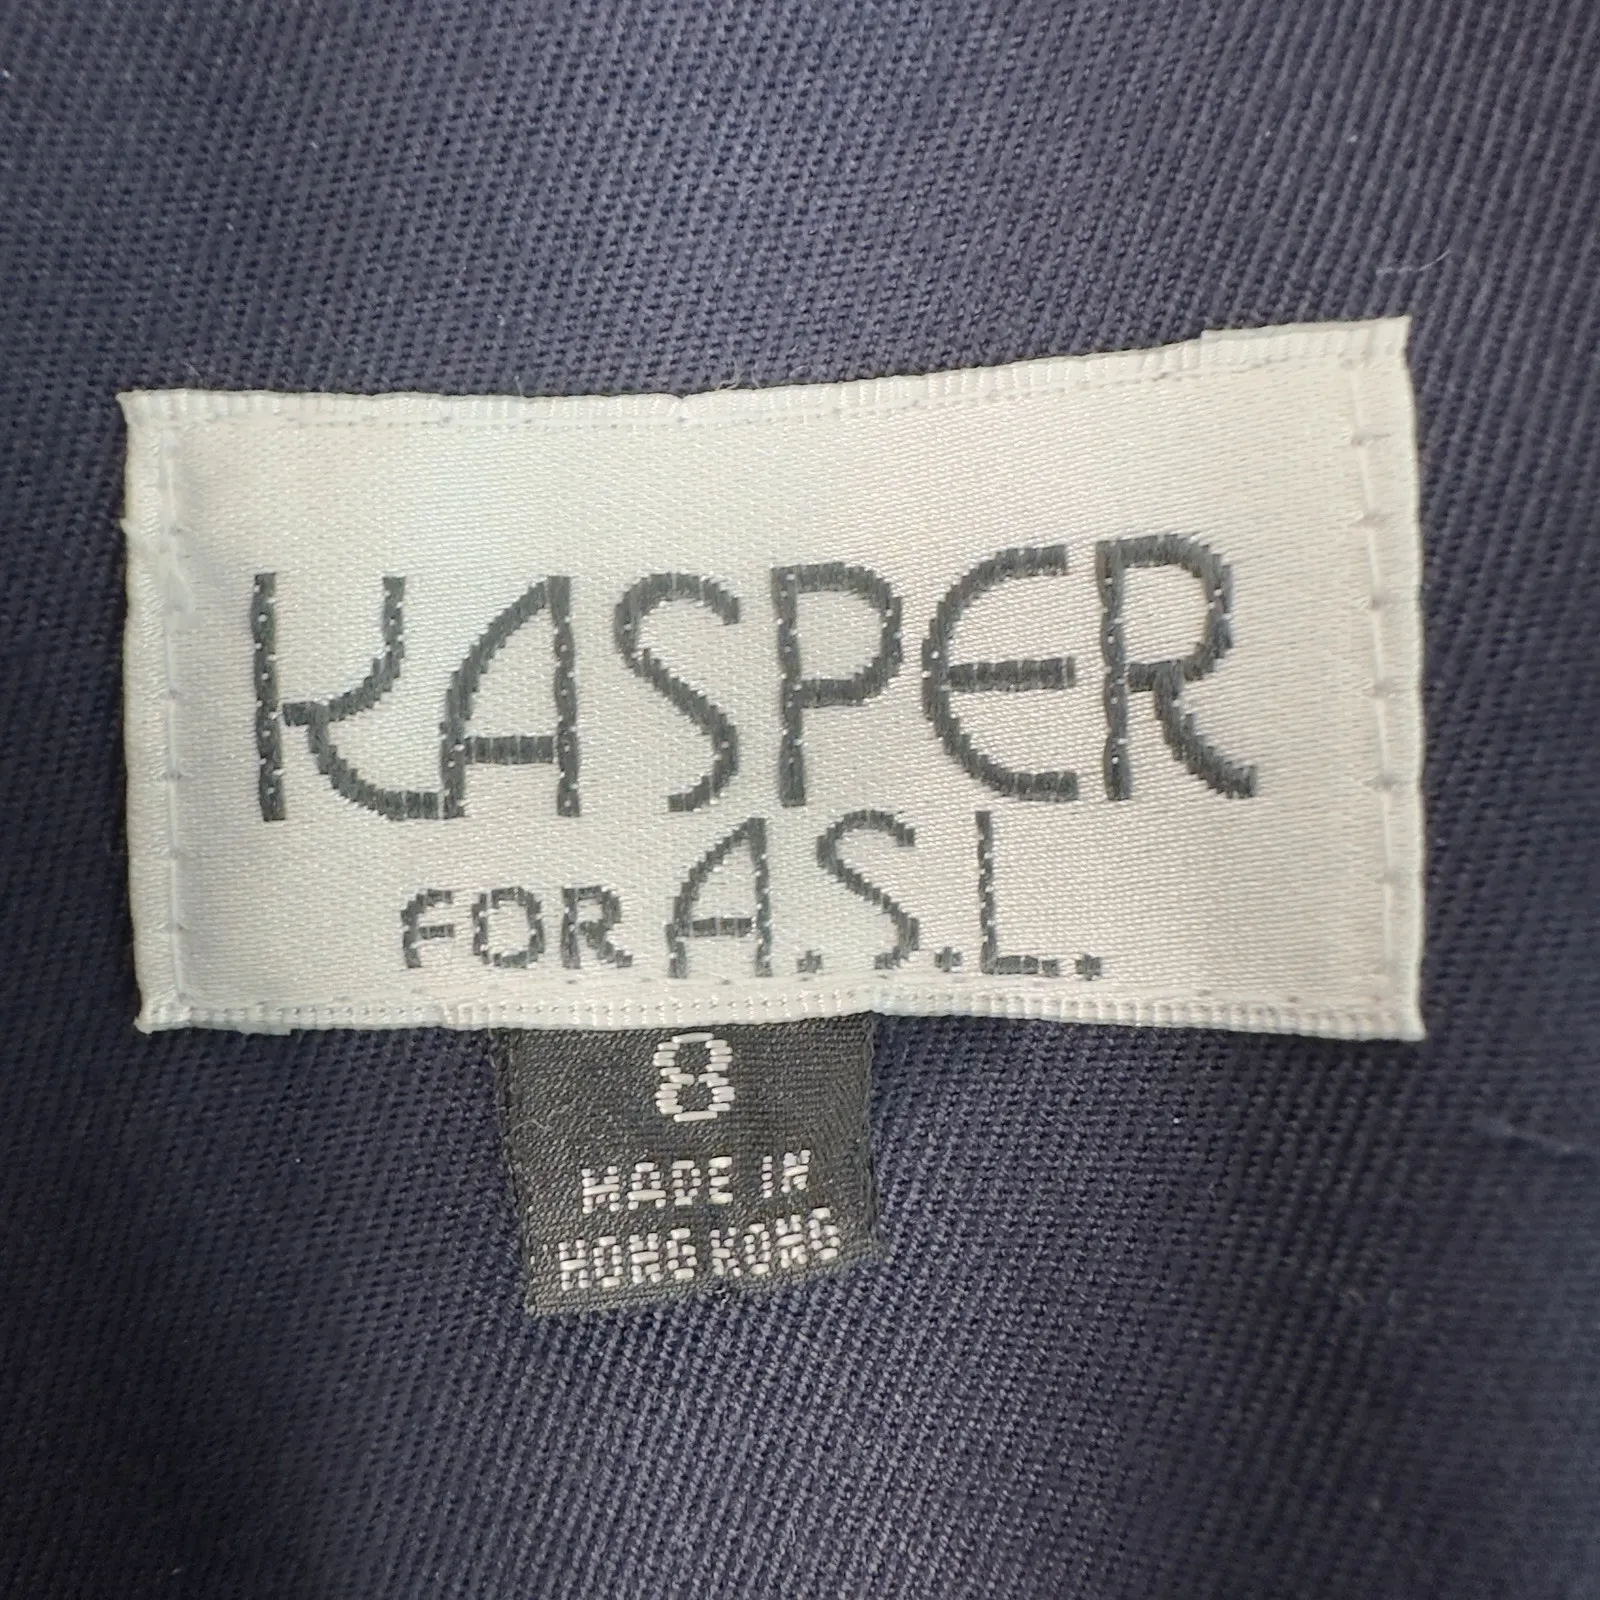 KASPER
FOR A.S.L.
8
MADE IN
HONG KONG